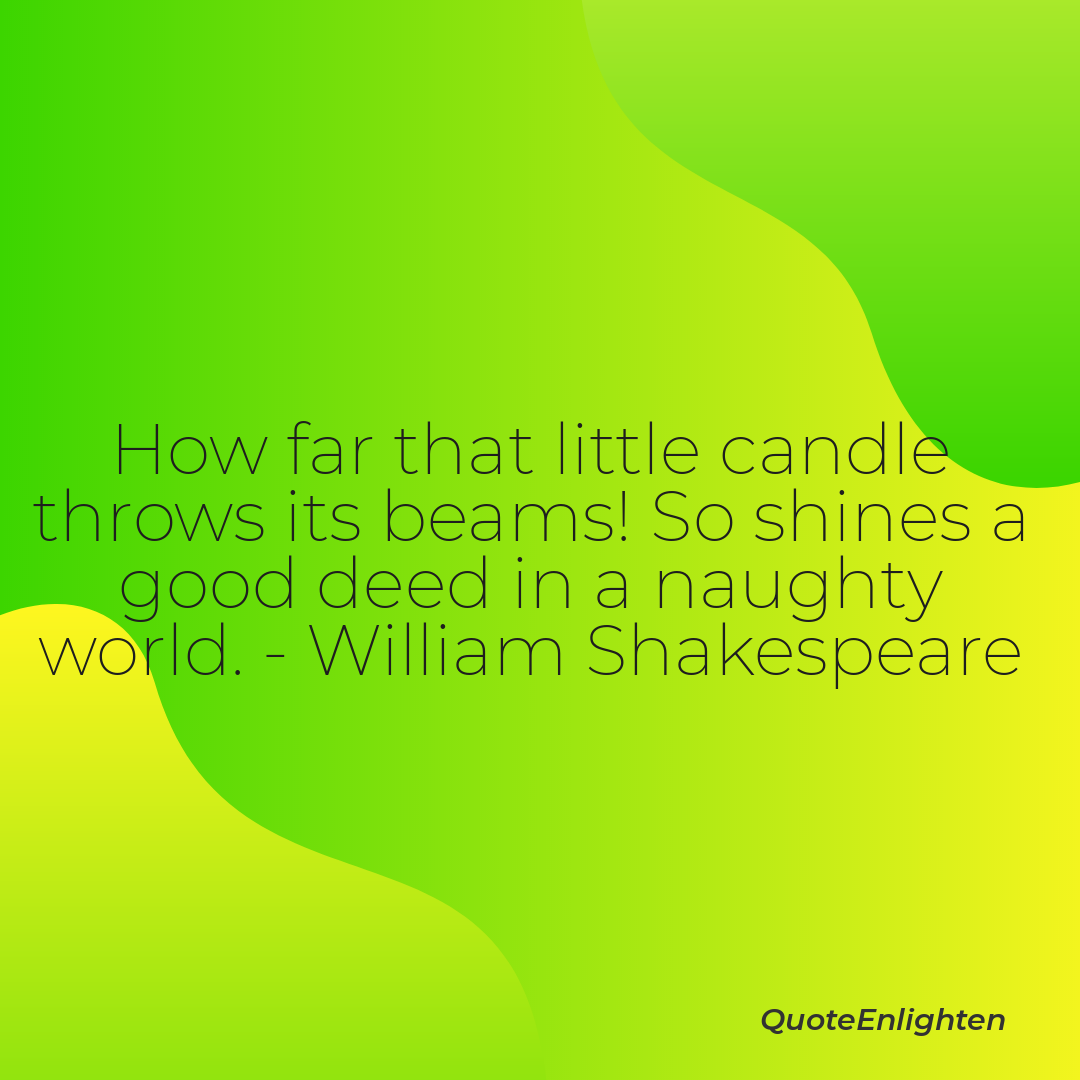 How far that little candle
throws its beams! So shines a
good deed in a naughty
world. - William Shakespeare
QuoteEnlighten